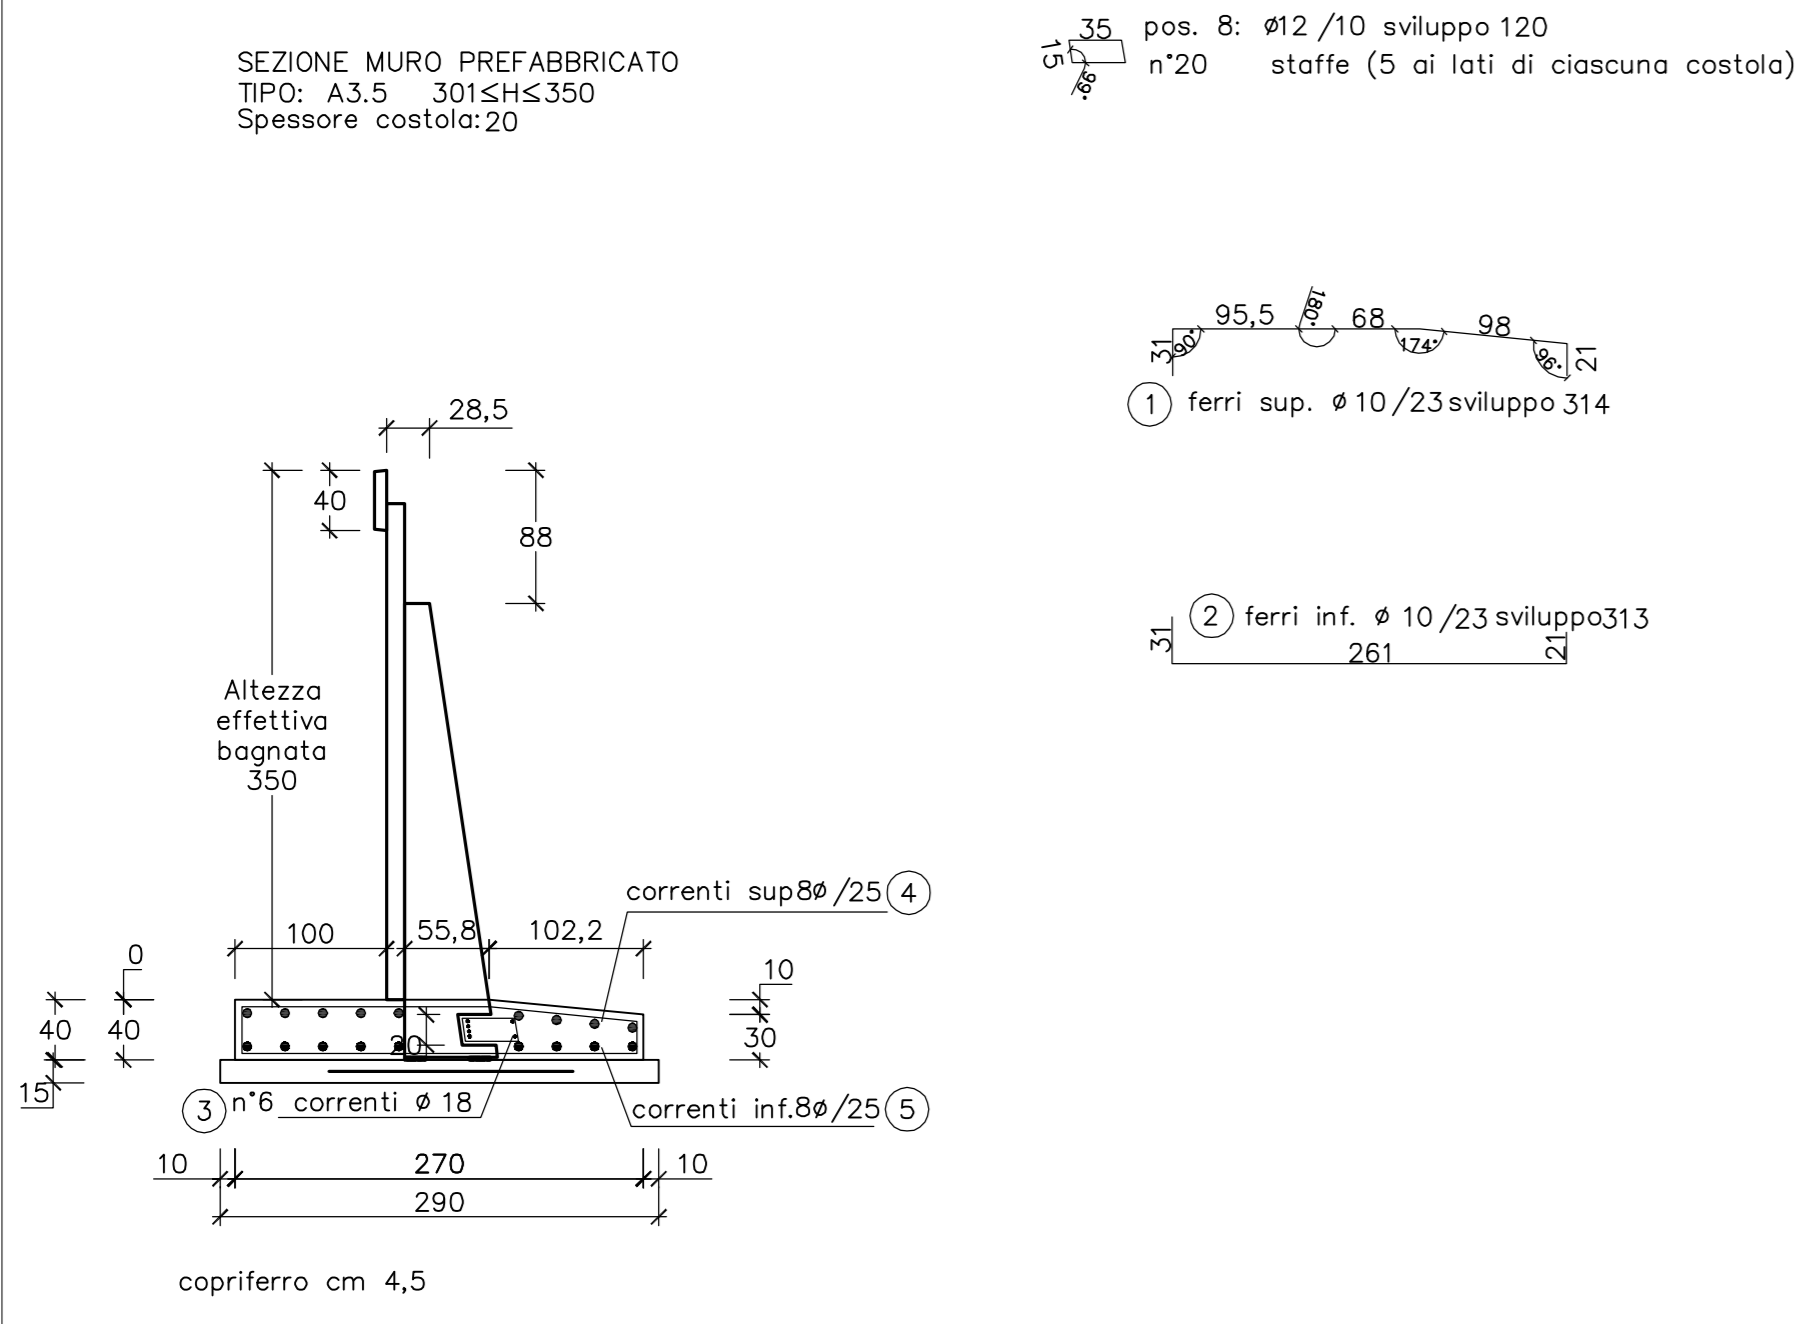 SEZIONE MURO PREFABBRICATO
TIPO: A3.5 301≤H≤350
Spessore costola:20
35 pos. 8: ø12 /10 sviluppo 120
15
99°
n°20 staffe (5 ai lati di ciascuna costola)
95,5 180° 68 98
31 90° 174° 96° 21
1 ferri sup. ø 10 /23 sviluppo 314
28,5
40
88
2 ferri inf. ø 10 /23 sviluppo313
31 261 21
Altezza
effettiva
bagnata
350
correnti sup8ø /25 4
100 55,8 102,2
0
10
40 40 20 30
15
3 n°6 correnti ø 18
correnti inf.8ø /25 5
10 270 10
290
copriferro cm 4,5